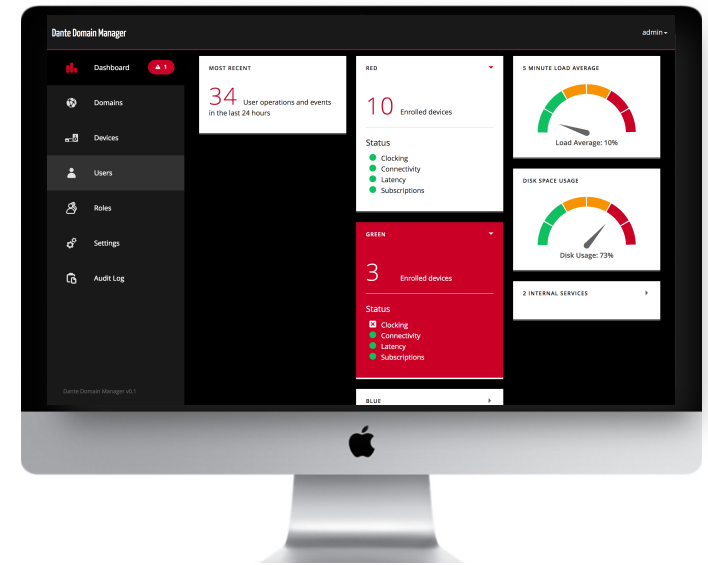 Dante Domain Manager
admin
Dashboard
1
Domains
Devices
Users
Roles
Settings
Audit Log
Dante Domain Manager v0.1
MOST RECENT
34 User operations and events
in the last 24 hours
RED
10 Enrolled devices
Status
Clocking
Connectivity
Latency
Subscriptions
GREEN
3 Enrolled devices
Status
Clocking
Connectivity
Latency
Subscriptions
BLUE
5 MINUTE LOAD AVERAGE
Load Average: 10%
DISK SPACE USAGE
Disk Usage: 73%
2 INTERNAL SERVICES